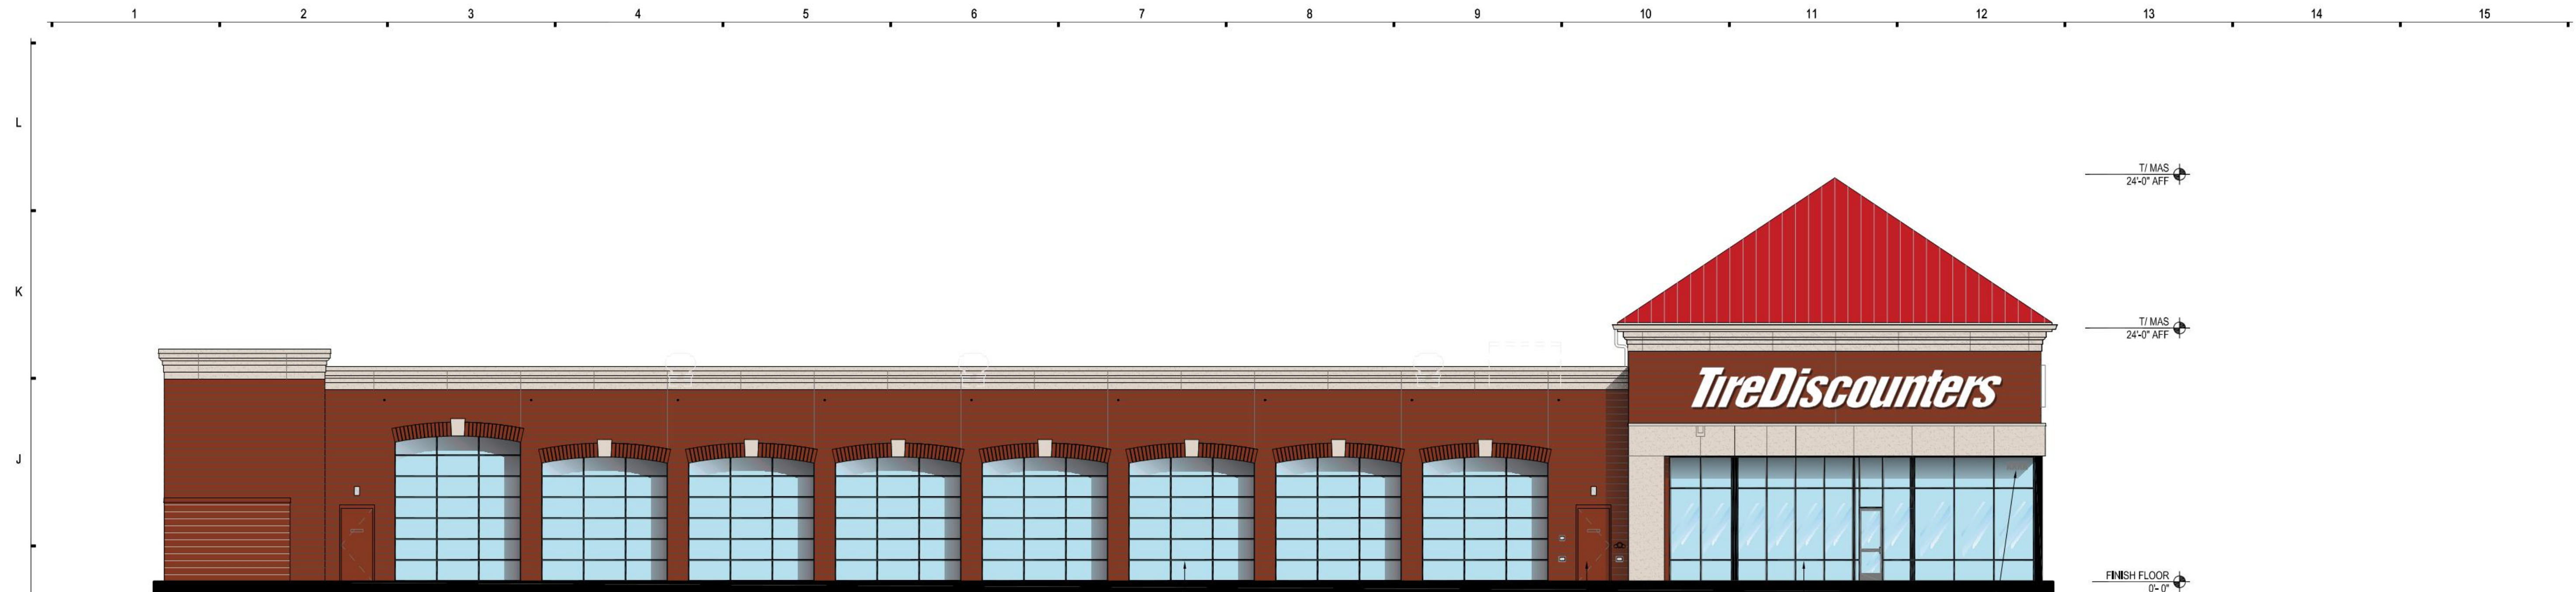 1 2 3 4 5 6 7 8 9 10 11 12 13 14 15
L
T/ MAS
24'-0" AFF
K
T/ MAS
24'-0" AFF
TireDiscounters
J
FINISH FLOOR
0'- 0"